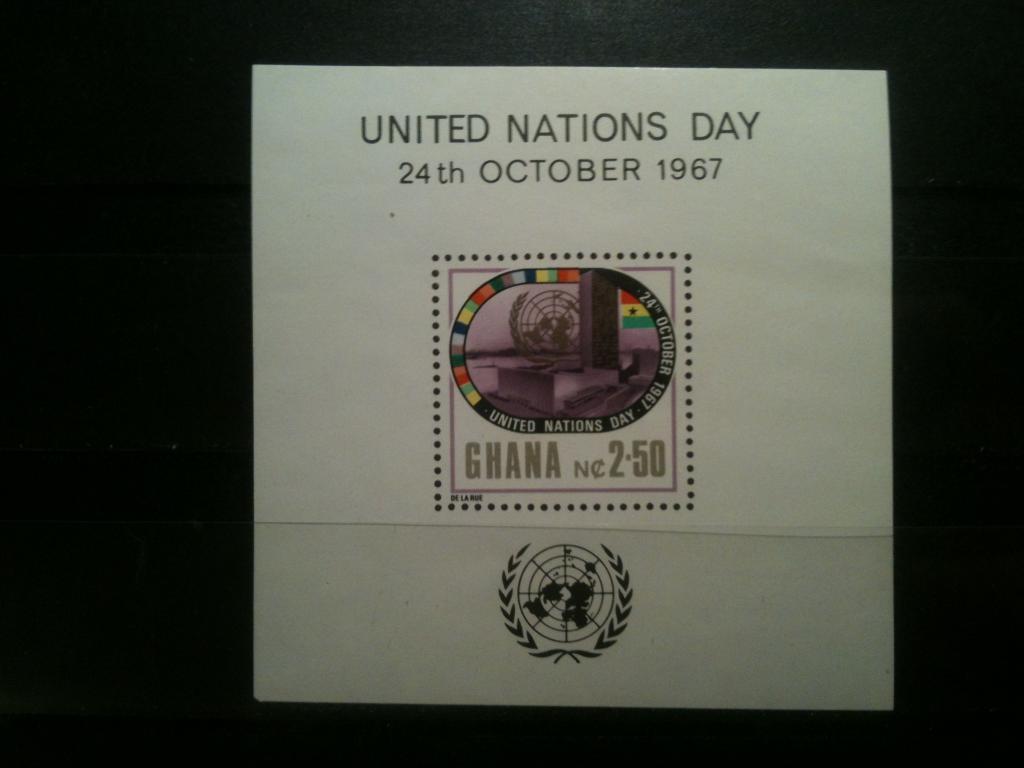 UNITED NATIONS DAY
24th OCTOBER 1967
· 24TH OCTOBER 1967 ·
· UNITED NATIONS DAY ·
GHANA N₵ 2·50
DE LA RUE